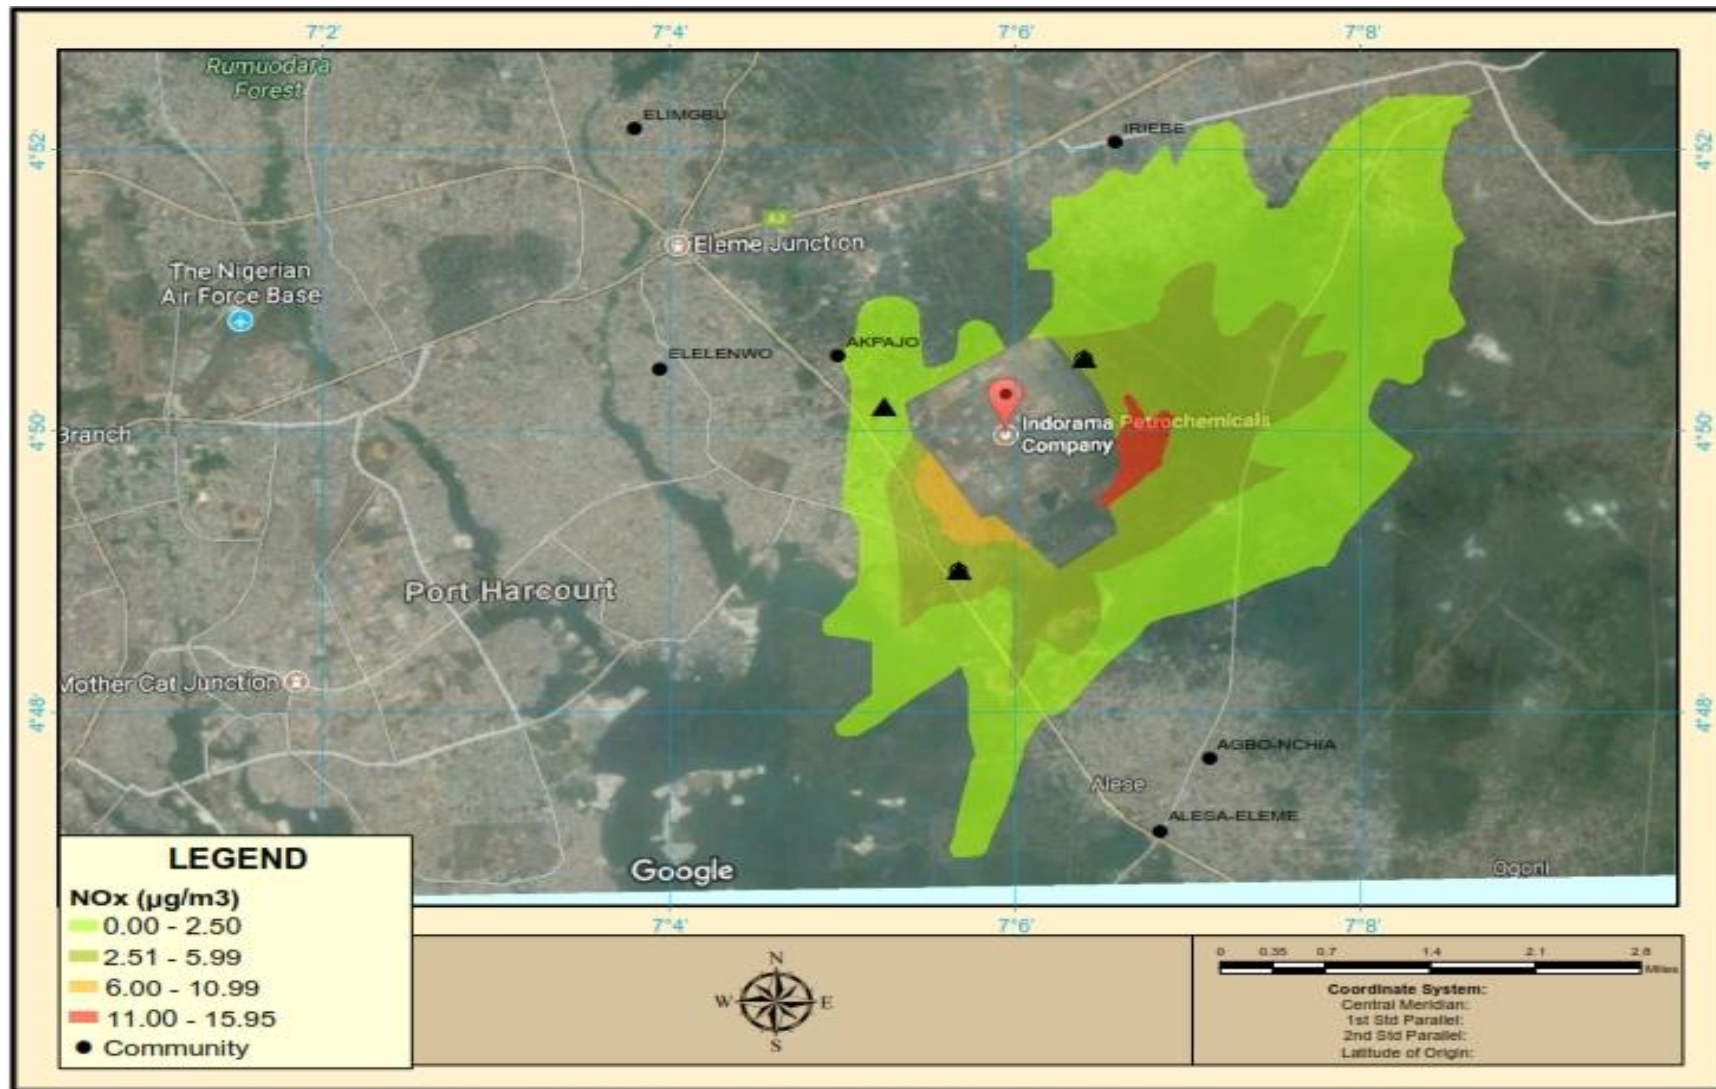 7°2'
7°4'
7°6'
7°8'
Rumuodara
Forest
ELIMGBU
IRIEBE
4°52'
4°52'
A3
Eleme Junction
The Nigerian
Air Force Base
AKPAJO
ELELENWO
Indorama Petrochemicals
Company
Branch
4°50'
4°50'
Port Harcourt
Mother Cat Junction
4°48'
4°48'
AGBO-NCHIA
Alese
ALESA-ELEME
Google
Ogoni
7°4'
7°6'
7°8'
LEGEND
NOx (µg/m3)
0.00 - 2.50
2.51 - 5.99
6.00 - 10.99
11.00 - 15.95
Community
N
W
E
S
0 0.35 0.7 1.4 2.1 2.8
Miles
Coordinate System:
Central Meridian:
1st Std Parallel:
2nd Std Parallel:
Latitude of Origin: